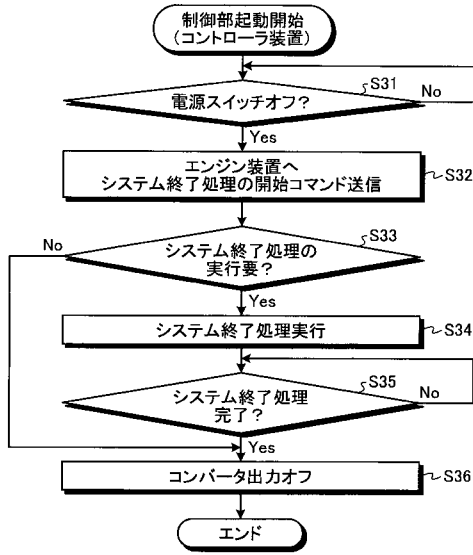 制御部起動開始
(コントローラ装置)
S31
電源スイッチオフ?
No
Yes
エンジン装置へ
システム終了処理の開始コマンド送信
S32
No
S33
システム終了処理の
実行要?
Yes
システム終了処理実行
S34
S35
システム終了処理
完了?
No
Yes
コンバータ出力オフ
S36
エンド